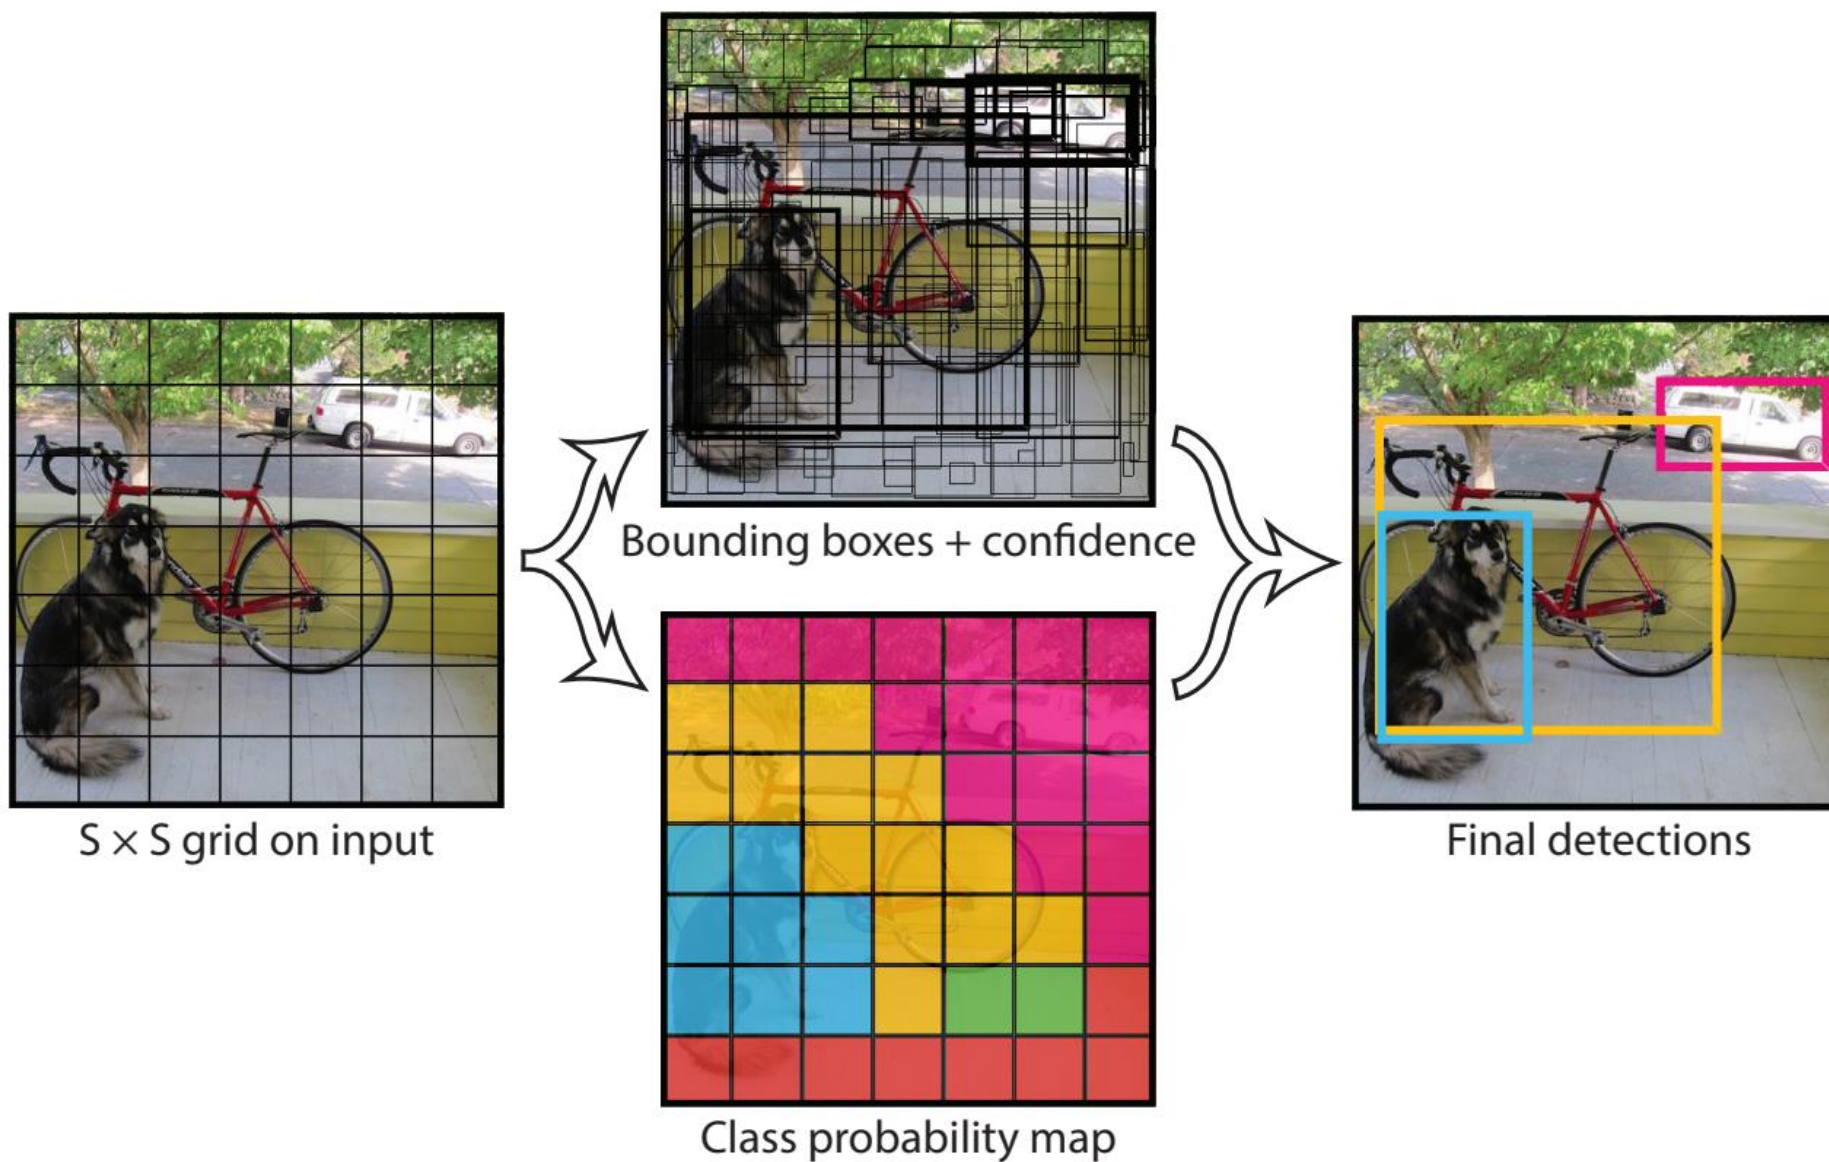 S × S grid on input
Bounding boxes + confidence
Class probability map
Final detections